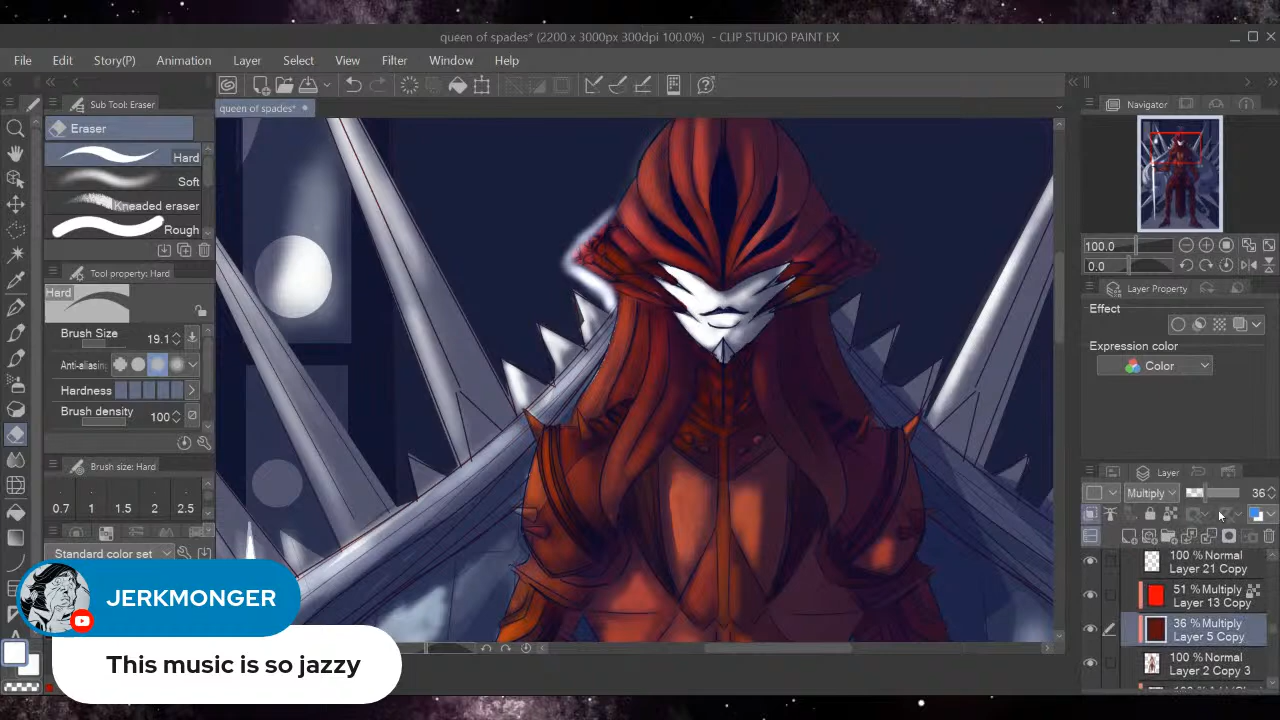 queen of spades* (2200 x 3000px 300dpi 100.0%) - CLIP STUDIO PAINT EX
File Edit Story(P) Animation Layer Select View Filter Window Help
Sub Tool: Eraser
queen of spades*
Navigator
Eraser
Hard
Soft
Kneaded eraser
Rough
100.0
0.0
Tool property: Hard
Hard
Layer Property
Effect
Brush Size 19.1
Expression color
Anti-aliasing
Color
Hardness
Brush density 100
Brush size: Hard
Layer
0.7 1 1.5 2 2.5
Multiply 36
Standard color set
100 % Normal
Layer 21 Copy
51 % Multiply
Layer 13 Copy
36 % Multiply
Layer 5 Copy
100 % Normal
Layer 2 Copy 3
JERKMONGER
This music is so jazzy